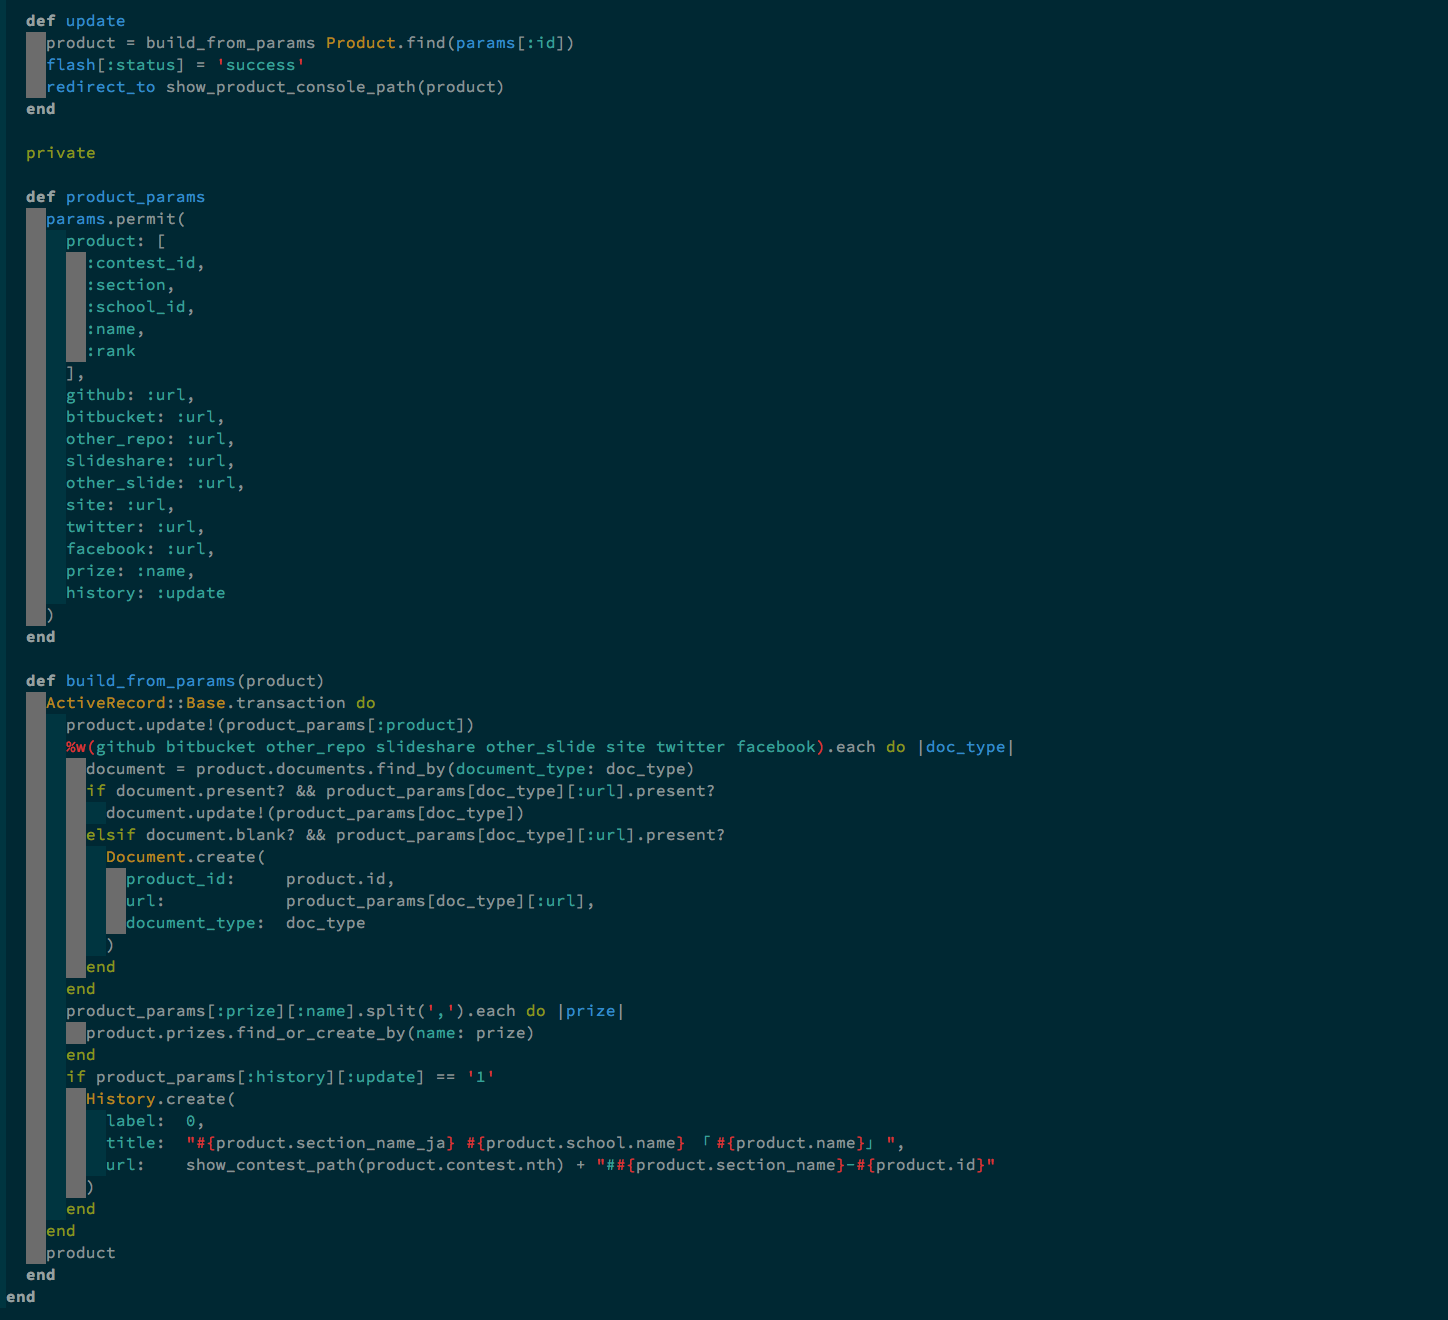 def update
  product = build_from_params Product.find(params[:id])
  flash[:status] = 'success'
  redirect_to show_product_console_path(product)
end

private

def product_params
  params.permit(
    product: [
      :contest_id,
      :section,
      :school_id,
      :name,
      :rank
    ],
    github: :url,
    bitbucket: :url,
    other_repo: :url,
    slideshare: :url,
    other_slide: :url,
    site: :url,
    twitter: :url,
    facebook: :url,
    prize: :name,
    history: :update
  )
end

def build_from_params(product)
  ActiveRecord::Base.transaction do
    product.update!(product_params[:product])
    %w(github bitbucket other_repo slideshare other_slide site twitter facebook).each do |doc_type|
      document = product.documents.find_by(document_type: doc_type)
      if document.present? && product_params[doc_type][:url].present?
        document.update!(product_params[doc_type])
      elsif document.blank? && product_params[doc_type][:url].present?
        Document.create(
          product_id:     product.id,
          url:            product_params[doc_type][:url],
          document_type:  doc_type
        )
      end
    end
    product_params[:prize][:name].split(',').each do |prize|
      product.prizes.find_or_create_by(name: prize)
    end
    if product_params[:history][:update] == '1'
      History.create(
        label:  0,
        title:  "#{product.section_name_ja} #{product.school.name} 「#{product.name}」",
        url:    show_contest_path(product.contest.nth) + "##{product.section_name}-#{product.id}"
      )
    end
  end
  product
end
end